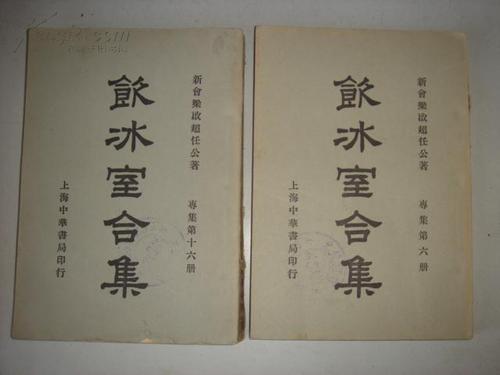 新會梁啟超任公著
飲冰室合集
專集第十六册
上海中華書局印行
新會梁啟超任公著
飲冰室合集
專集第六册
上海中華書局印行